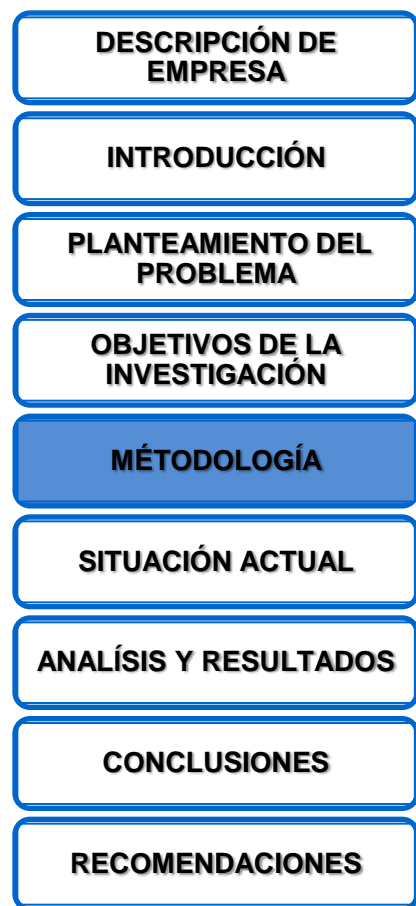 DESCRIPCIÓN DE
EMPRESA
INTRODUCCIÓN
PLANTEAMIENTO DEL
PROBLEMA
OBJETIVOS DE LA
INVESTIGACIÓN
MÉTODOLOGÍA
SITUACIÓN ACTUAL
ANALÍSIS Y RESULTADOS
CONCLUSIONES
RECOMENDACIONES